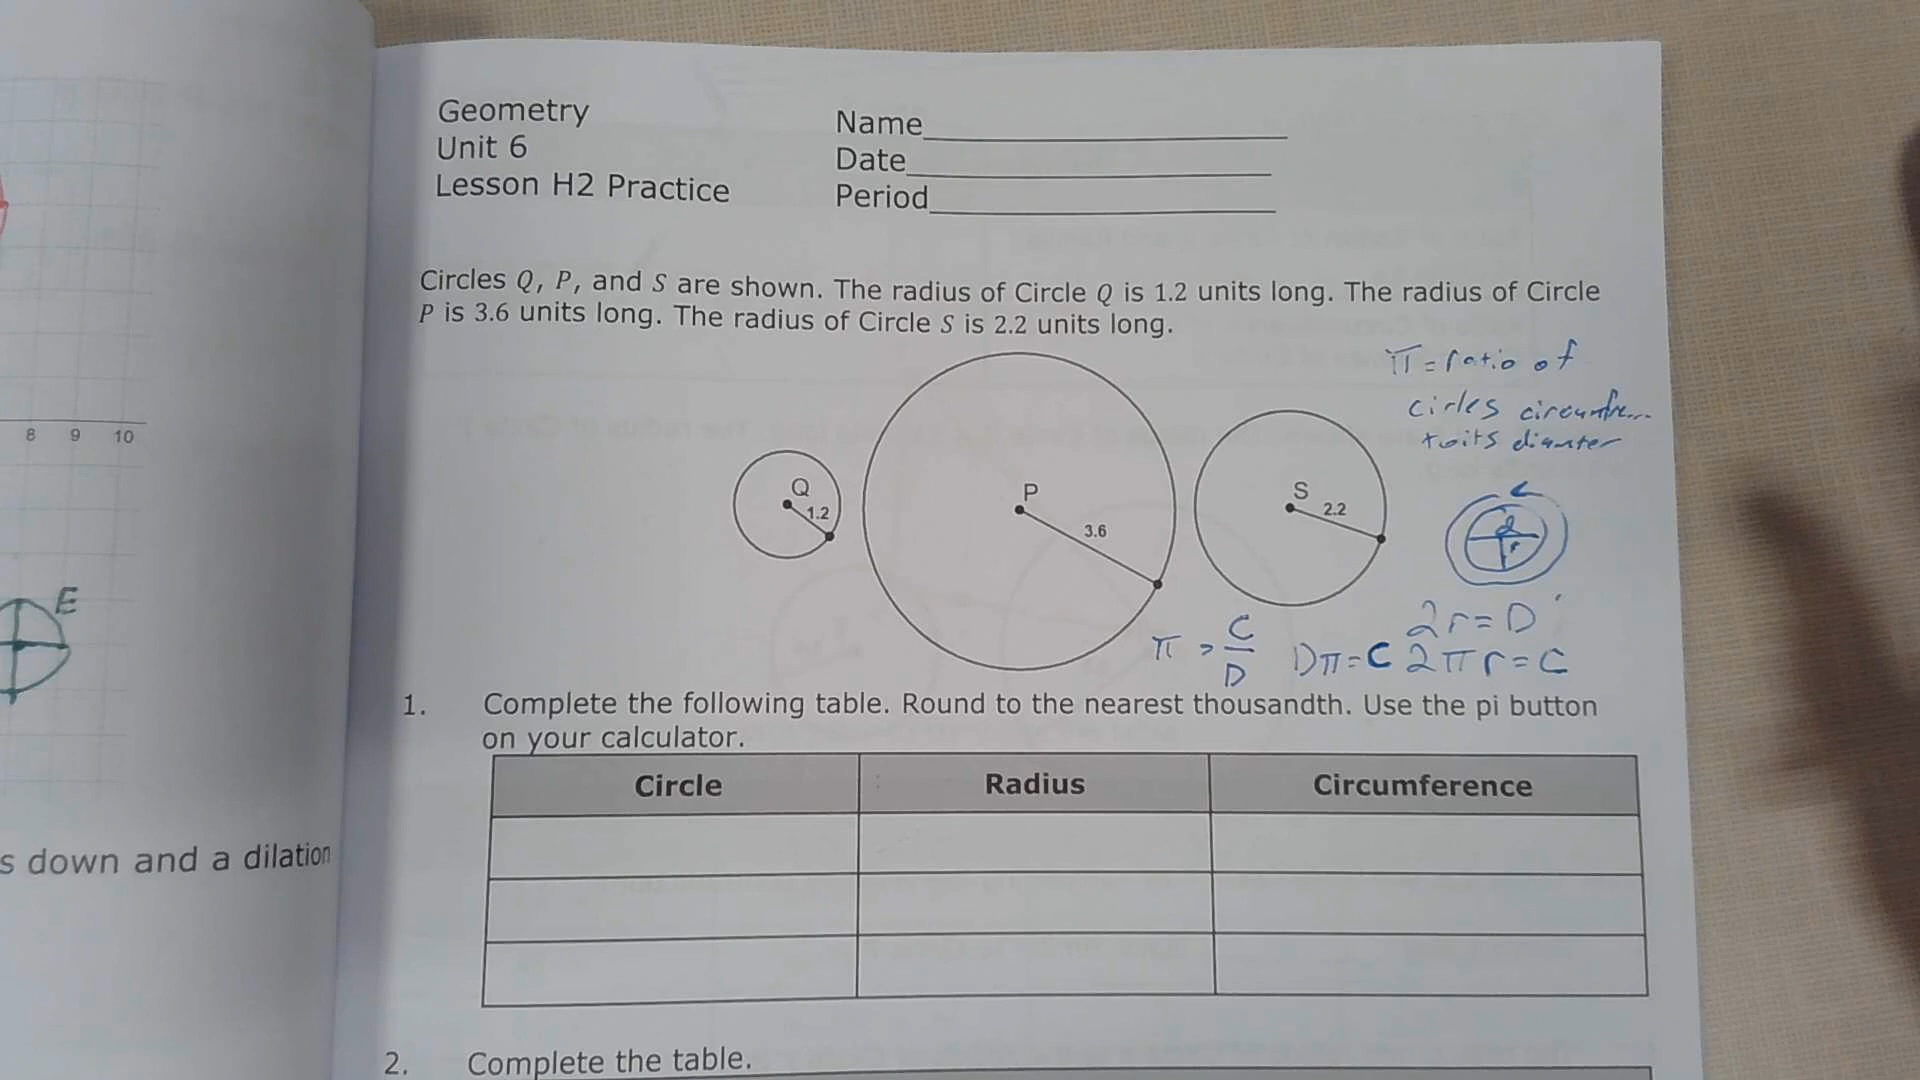 Geometry
Unit 6
Lesson H2 Practice
Name
Date
Period
Circles Q, P, and S are shown. The radius of Circle Q is 1.2 units long. The radius of Circle
P is 3.6 units long. The radius of Circle S is 2.2 units long.
π = ratio of
cirles circumfre...
to its diamter
Q
1.2
P
3.6
S
2.2
d
r
2r = D
π = C/D
Dπ = C
2πr = C
1. Complete the following table. Round to the nearest thousandth. Use the pi button
on your calculator.
Circle Radius Circumference
2. Complete the table.
8 9 10
E
s down and a dilation